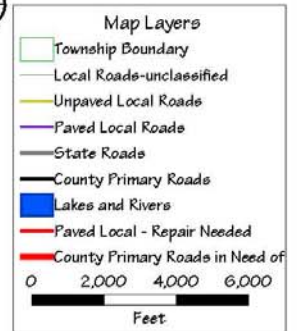 Map Layers
Township Boundary
Local Roads-unclassified
Unpaved Local Roads
Paved Local Roads
State Roads
County Primary Roads
Lakes and Rivers
Paved Local - Repair Needed
County Primary Roads in Need of
0 2,000 4,000 6,000
Feet